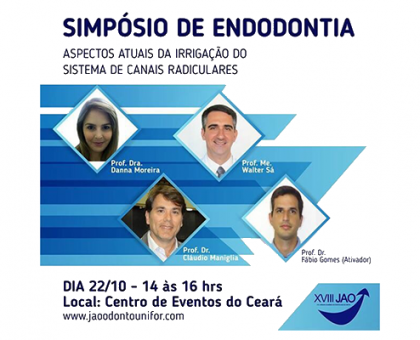 SIMPÓSIO DE ENDODONTIA
ASPECTOS ATUAIS DA IRRIGAÇÃO DO
SISTEMA DE CANAIS RADICULARES
Prof. Dra.
Danna Moreira
Prof. Me.
Walter Sá
Prof. Dr.
Cláudio Maniglia
Prof. Dr.
Fábio Gomes (Ativador)
DIA 22/10 - 14 às 16 hrs
Local: Centro de Eventos do Ceará
www.jaoodontounifor.com
XVIII JAO